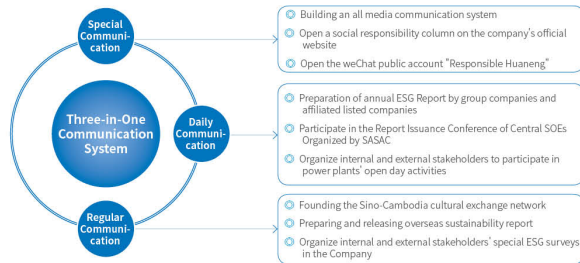 Special
Communi-
cation
Building an all media communication system
Open a social responsibility column on the company's official
website
Open the weChat public account "Responsible Huaneng"
Three-in-One
Communication
System
Daily
Communi-
cation
Preparation of annual ESG Report by group companies and
affiliated listed companies
Participate in the Report Issuance Conference of Central SOEs
Organized by SASAC
Organize internal and external stakeholders to participate in
power plants' open day activities
Regular
Communi-
cation
Founding the Sino-Cambodia cultural exchange network
Preparing and releasing overseas sustainability report
Organize internal and external stakeholders' special ESG surveys
in the Company